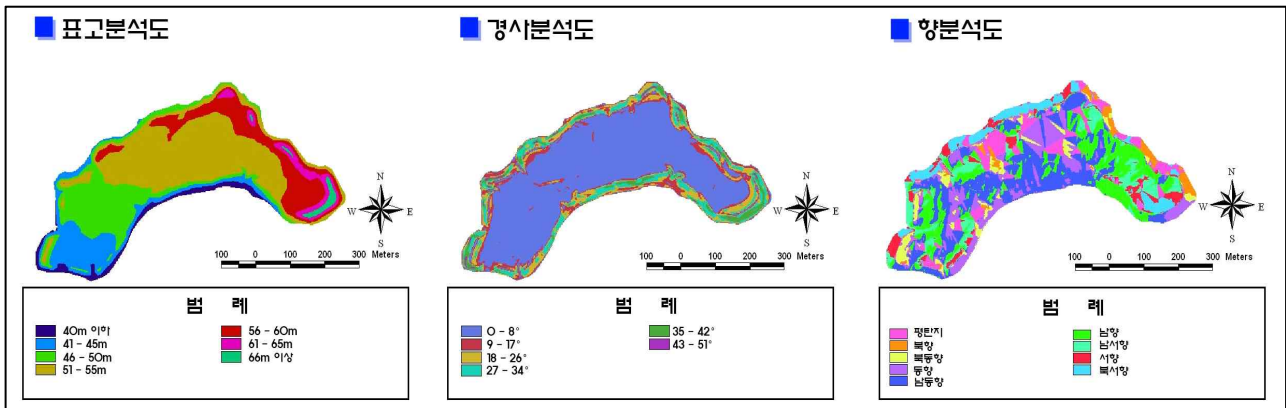 표고분석도
N
W E
S
100 0 100 200 300 Meters
범 례
40m 이하
41 - 45m
46 - 50m
51 - 55m
56 - 60m
61 - 65m
66m 이상
경사분석도
N
W E
S
100 0 100 200 300 Meters
범 례
0 - 8°
9 - 17°
18 - 26°
27 - 34°
35 - 42°
43 - 51°
향분석도
N
W E
S
100 0 100 200 300 Meters
범 례
평탄지
북향
북동향
동향
남동향
남향
남서향
서향
북서향